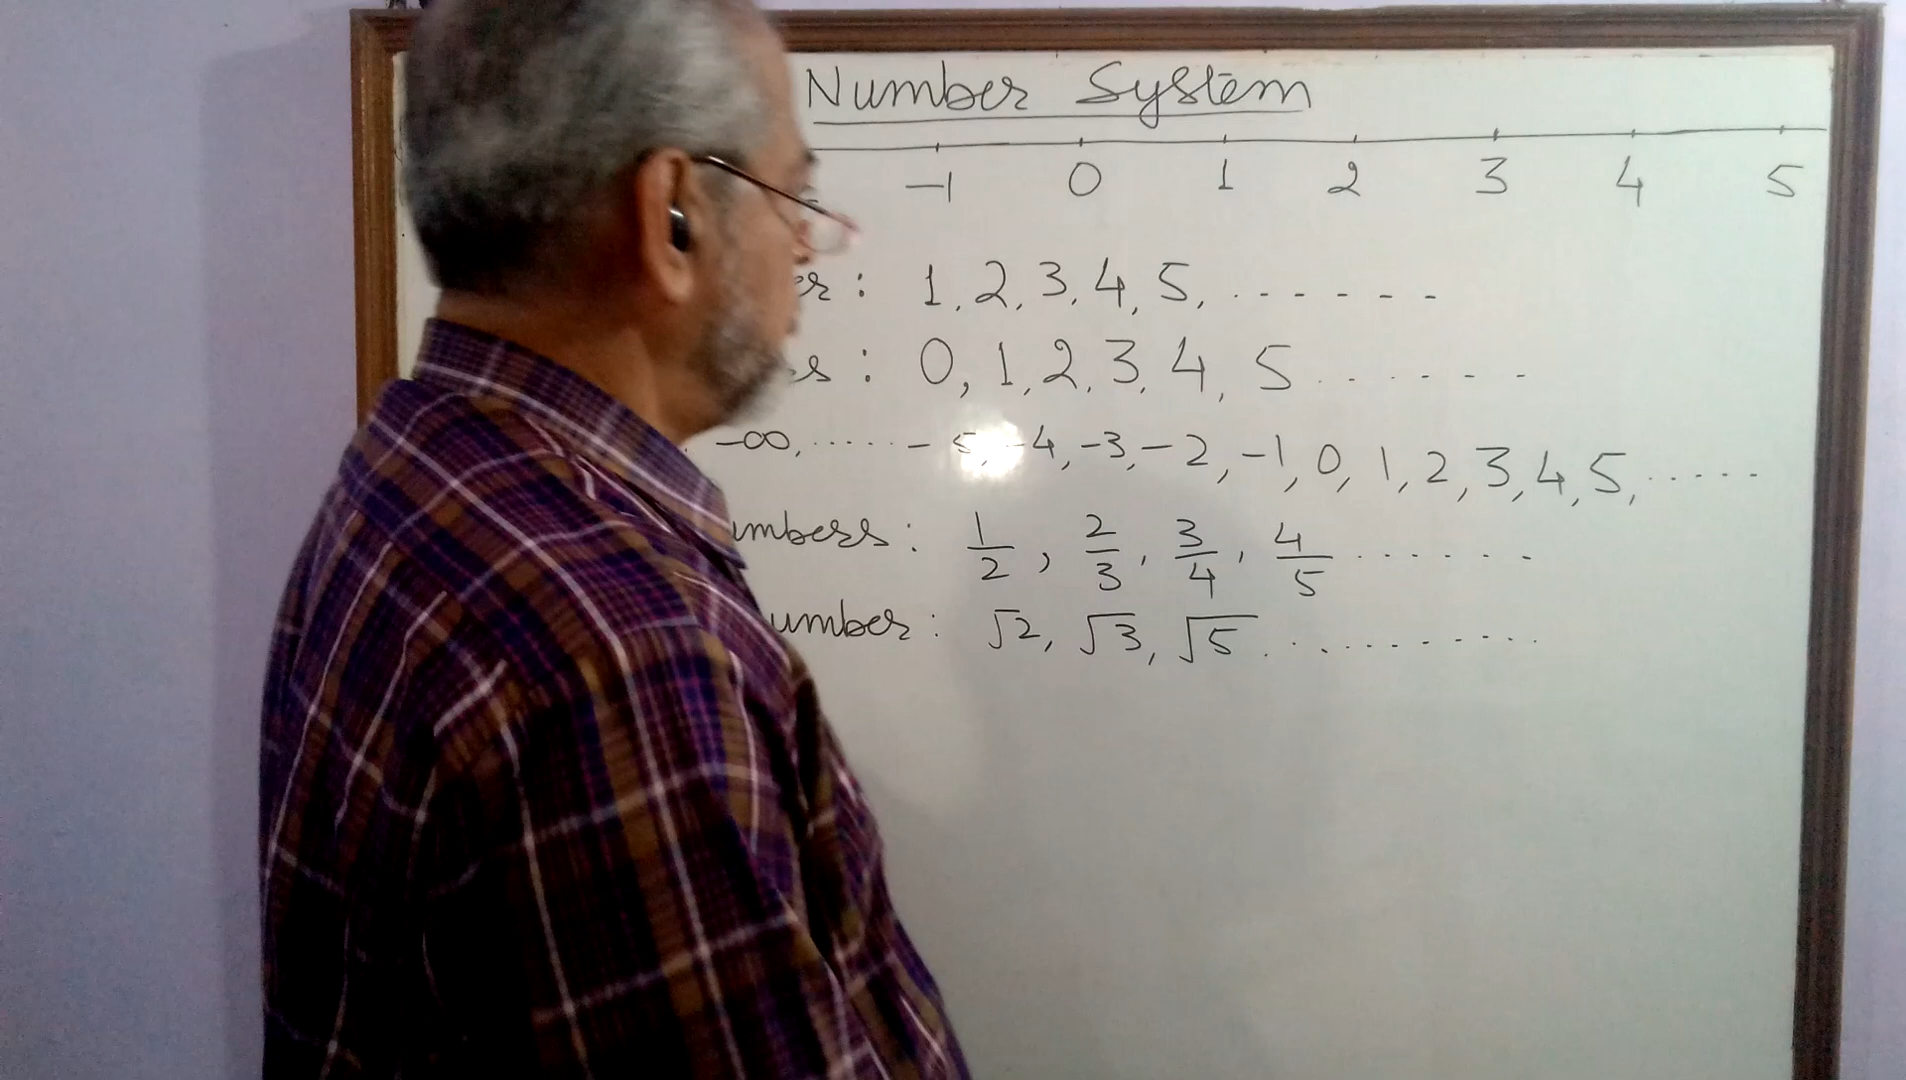 Number System
-1 0 1 2 3 4 5
: 1, 2, 3, 4, 5, . - - - - - -
: 0, 1, 2, 3, 4, 5 . . . . . . .
-∞, ...... -5, -4, -3, -2, -1, 0, 1, 2, 3, 4, 5, ......
umbers : 1/2, 2/3, 3/4, 4/5 . . . . . . .
umber : √2, √3, √5 . . . . . . . . . . .